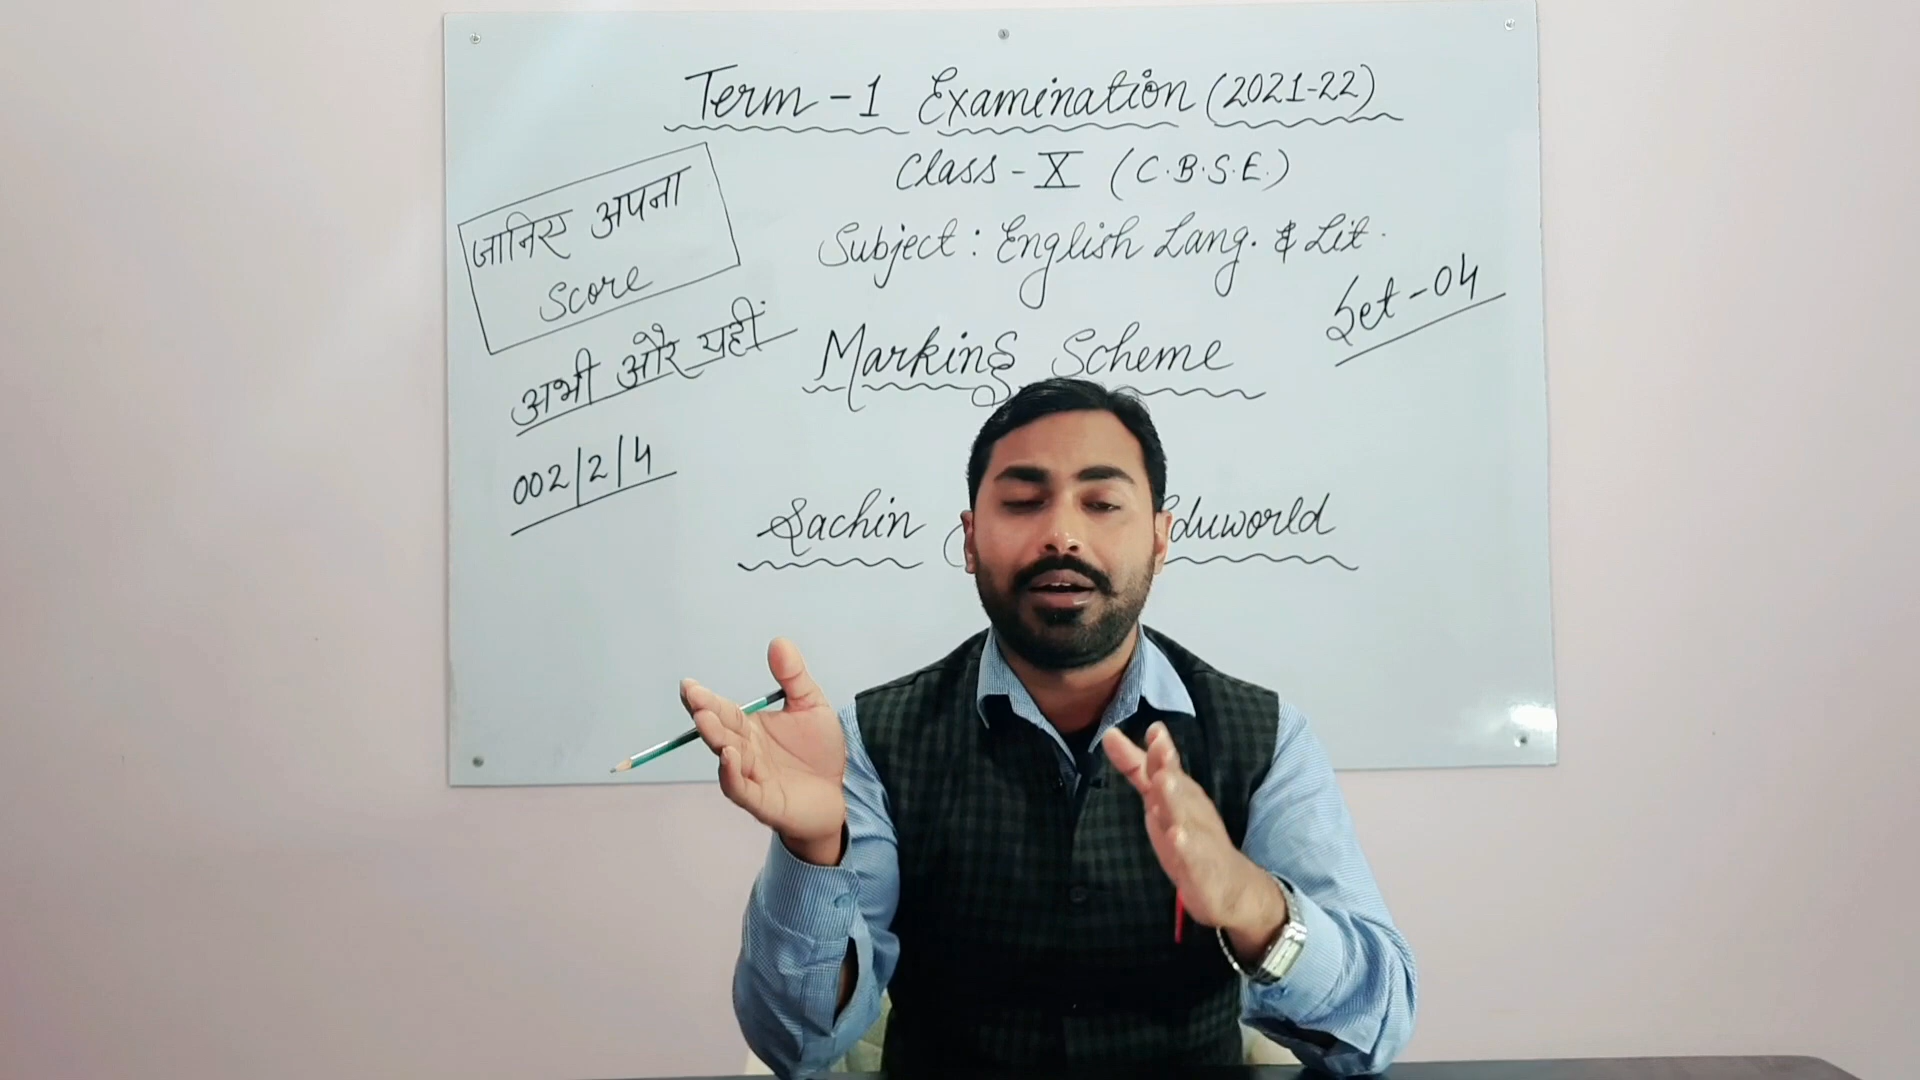 Term - 1 Examination (2021-22)
Class - X (C.B.S.E.)
Subject : English Lang. & Lit.
जानिए अपना
Score
अभी और यहीं
002/2/4
Set - 04
Marking Scheme
Sachin